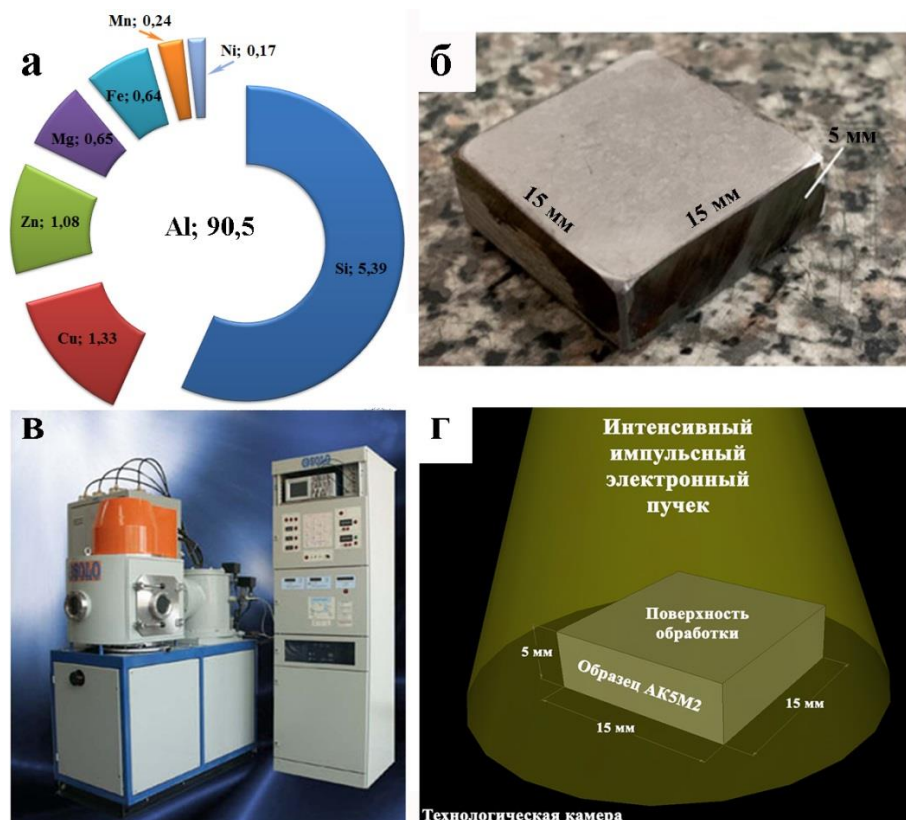 а
Mn; 0,24
Ni; 0,17
Fe; 0,64
Mg; 0,65
Zn; 1,08
Al; 90,5
Si; 5,39
Cu; 1,33
б
5 мм
15 мм
15 мм
в
SOLO
г
Интенсивный
импульсный
электронный
пучек
Поверхность
обработки
5 мм
Образец АК5М2
15 мм
15 мм
Технологическая камера